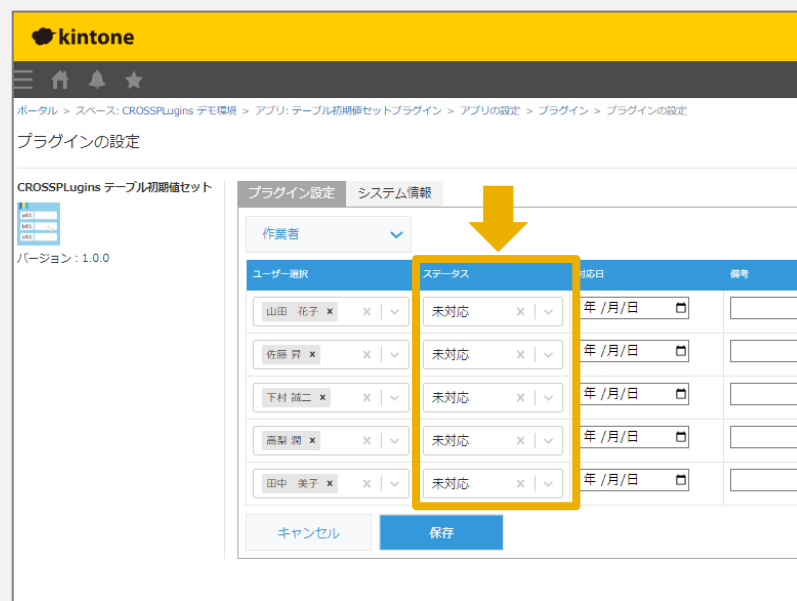 kintone
ポータル > スペース: CROSSPLugins デモ環境 > アプリ: テーブル初期値セットプラグイン > アプリの設定 > プラグイン > プラグインの設定
プラグインの設定
CROSSPLugins テーブル初期値セット
バージョン : 1.0.0
プラグイン設定 システム情報
作業者
ユーザー選択 ステータス 対応日 備考
山田 花子 × 未対応 年 /月/日
佐藤 昇 × 未対応 年 /月/日
下村 誠二 × 未対応 年 /月/日
高梨 潤 × 未対応 年 /月/日
田中 美子 × 未対応 年 /月/日
キャンセル 保存